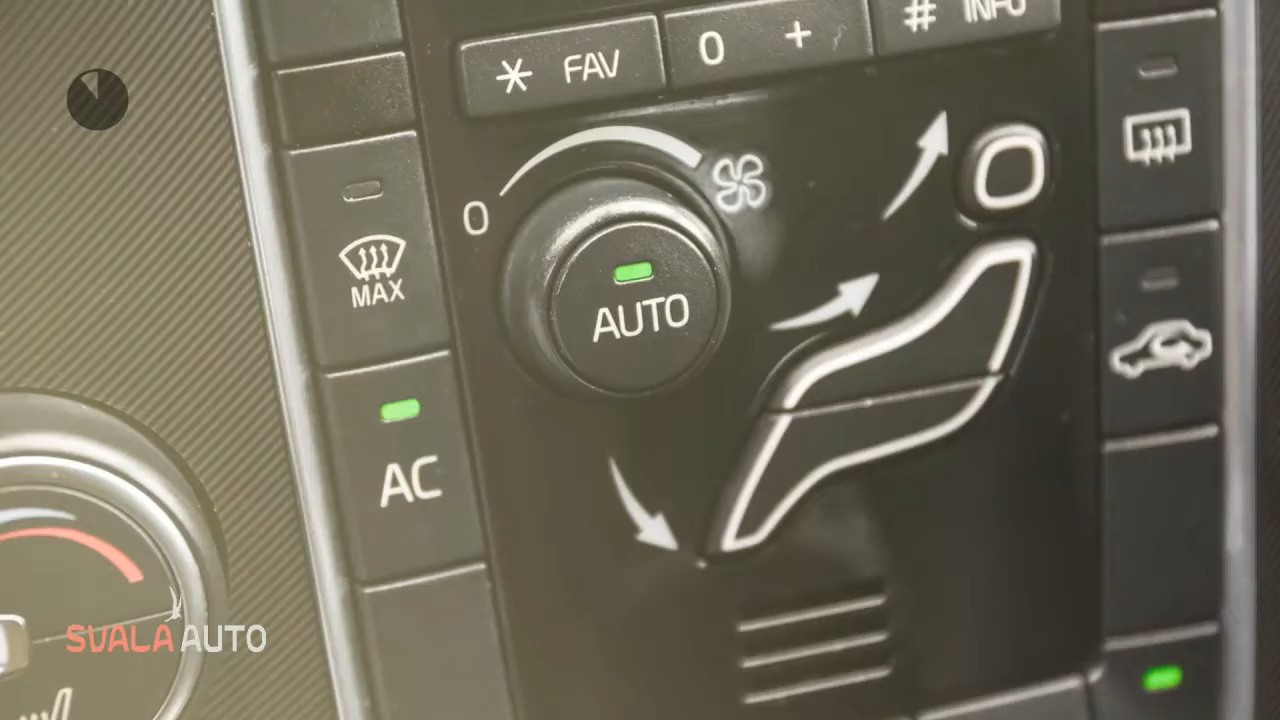 * FAV
0 +
# INFO
0
AUTO
MAX
AC
SVALA AUTO